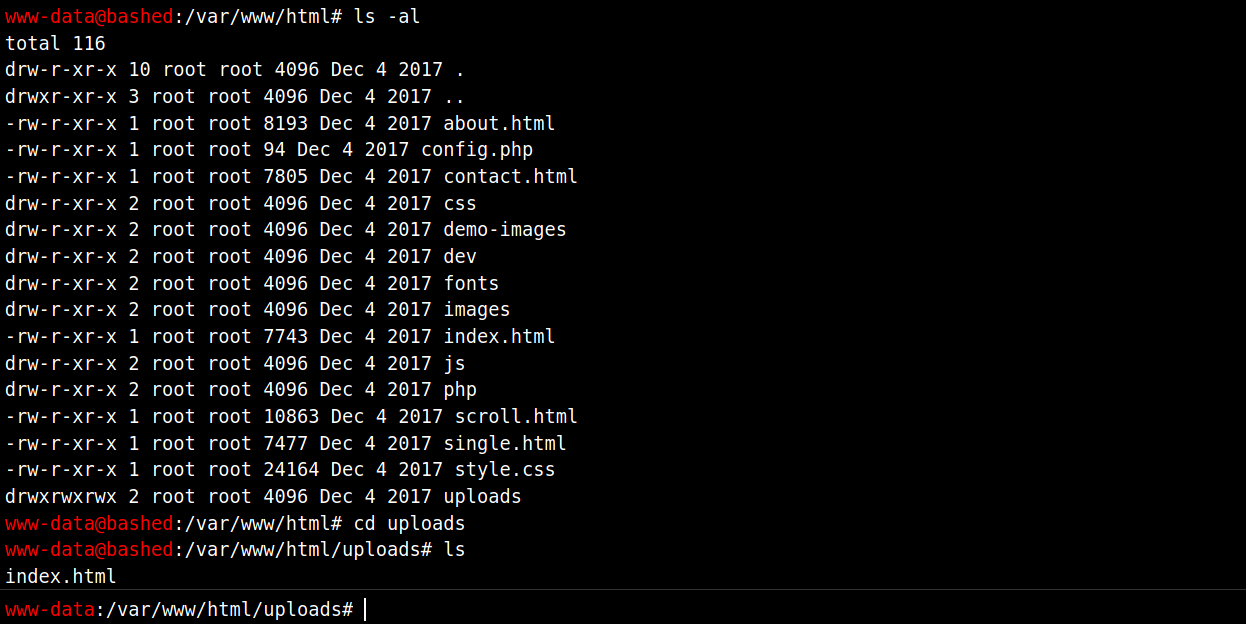 www-data@bashed:/var/www/html# ls -al
total 116
drw-r-xr-x 10 root root 4096 Dec 4 2017 .
drwxr-xr-x 3 root root 4096 Dec 4 2017 ..
-rw-r-xr-x 1 root root 8193 Dec 4 2017 about.html
-rw-r-xr-x 1 root root 94 Dec 4 2017 config.php
-rw-r-xr-x 1 root root 7805 Dec 4 2017 contact.html
drw-r-xr-x 2 root root 4096 Dec 4 2017 css
drw-r-xr-x 2 root root 4096 Dec 4 2017 demo-images
drw-r-xr-x 2 root root 4096 Dec 4 2017 dev
drw-r-xr-x 2 root root 4096 Dec 4 2017 fonts
drw-r-xr-x 2 root root 4096 Dec 4 2017 images
-rw-r-xr-x 1 root root 7743 Dec 4 2017 index.html
drw-r-xr-x 2 root root 4096 Dec 4 2017 js
drw-r-xr-x 2 root root 4096 Dec 4 2017 php
-rw-r-xr-x 1 root root 10863 Dec 4 2017 scroll.html
-rw-r-xr-x 1 root root 7477 Dec 4 2017 single.html
-rw-r-xr-x 1 root root 24164 Dec 4 2017 style.css
drwxrwxrwx 2 root root 4096 Dec 4 2017 uploads
www-data@bashed:/var/www/html# cd uploads
www-data@bashed:/var/www/html/uploads# ls
index.html
www-data:/var/www/html/uploads#